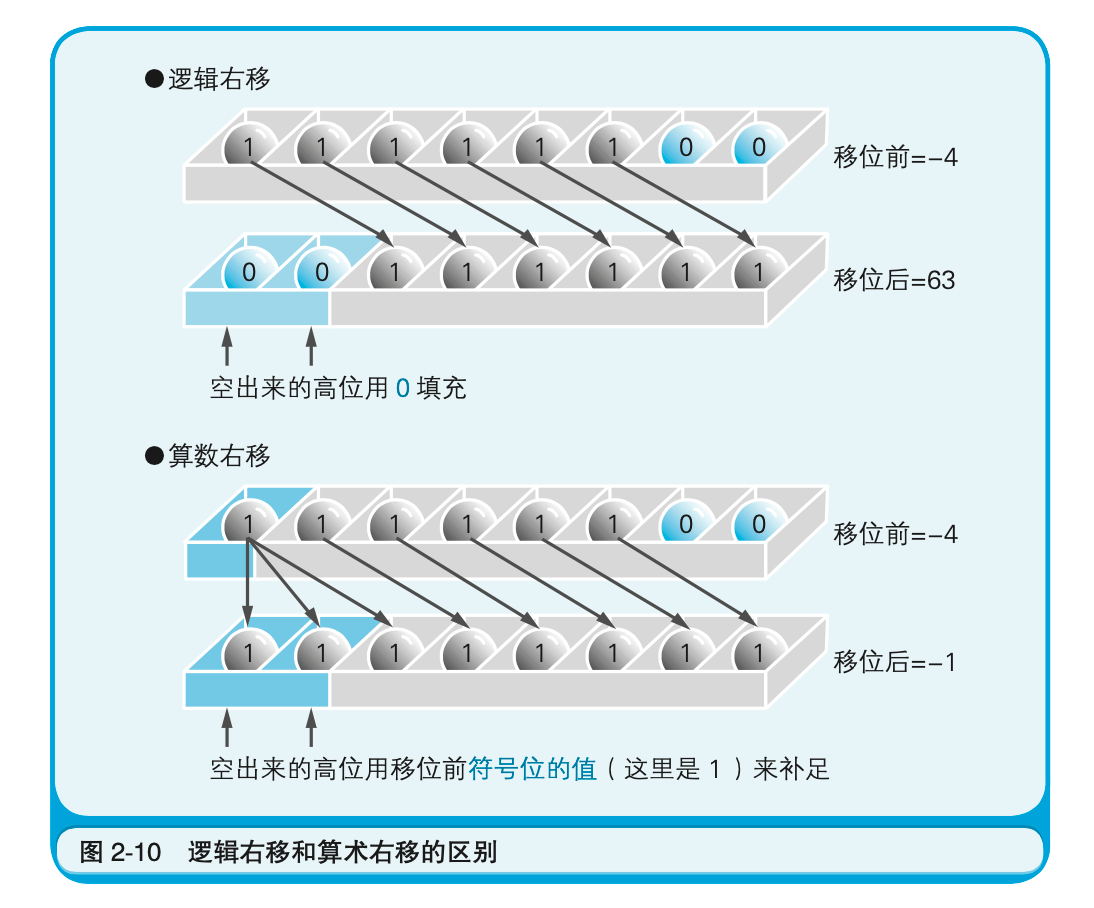 ●逻辑右移
1 1 1 1 1 1 0 0 移位前=−4
0 0 1 1 1 1 1 1 移位后=63
空出来的高位用 0 填充
●算数右移
1 1 1 1 1 1 0 0 移位前=−4
1 1 1 1 1 1 1 1 移位后=−1
空出来的高位用移位前符号位的值（这里是 1 ）来补足
图 2-10 逻辑右移和算术右移的区别